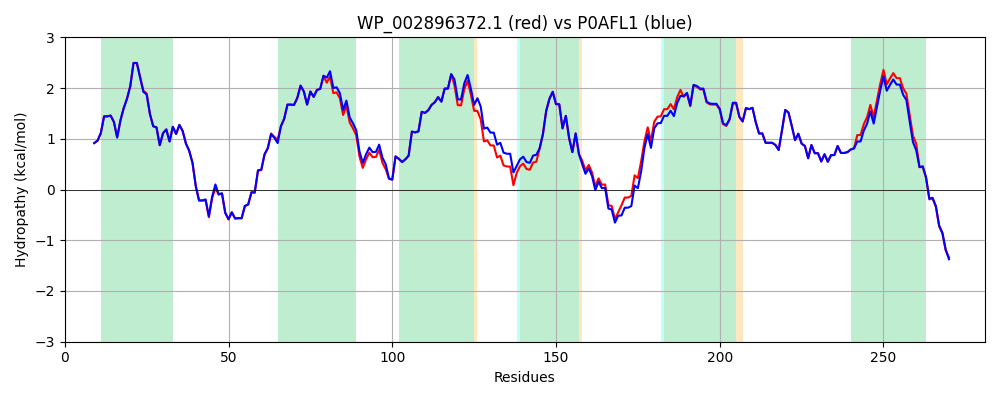 WP_002896372.1 (red) vs P0AFL1 (blue)
Hydropathy (kcal/mol)
3
2
1
0
−1
−2
−3
0 50 100 150 200 250
Residues